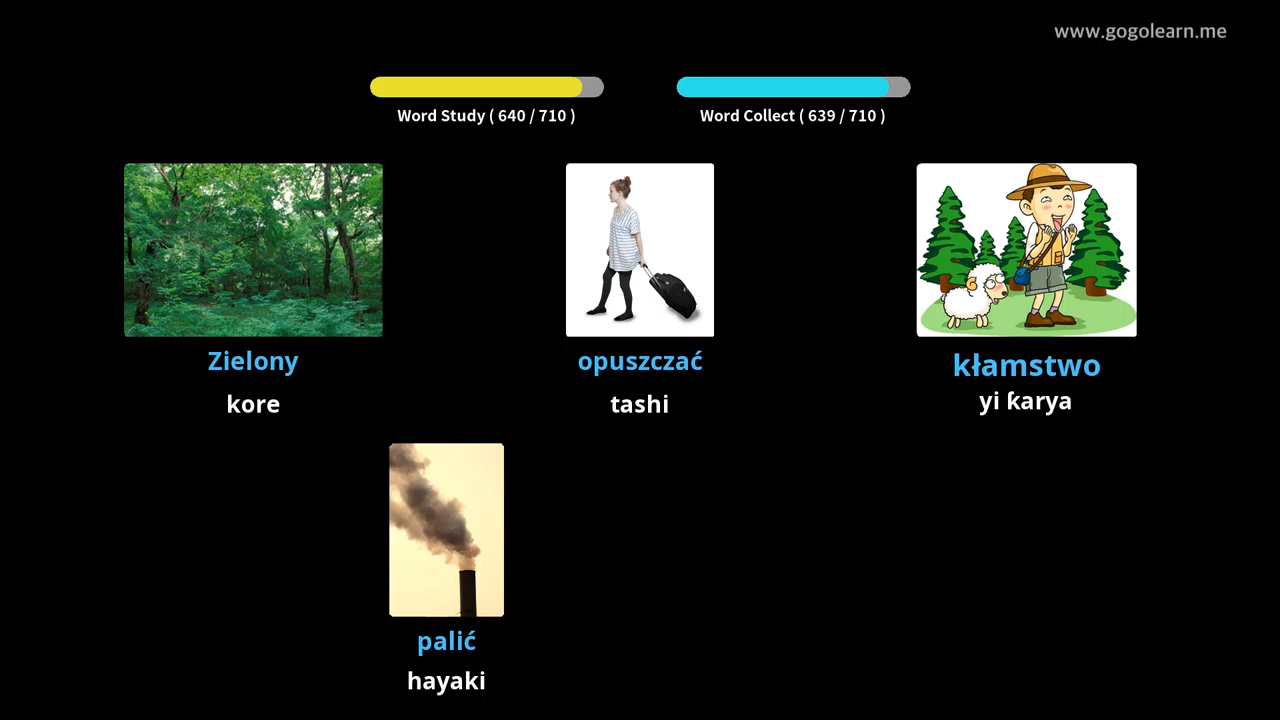 www.gogolearn.me
Word Study ( 640 / 710 )
Word Collect ( 639 / 710 )
Zielony
kore
opuszczać
tashi
kłamstwo
yi ƙarya
palić
hayaki